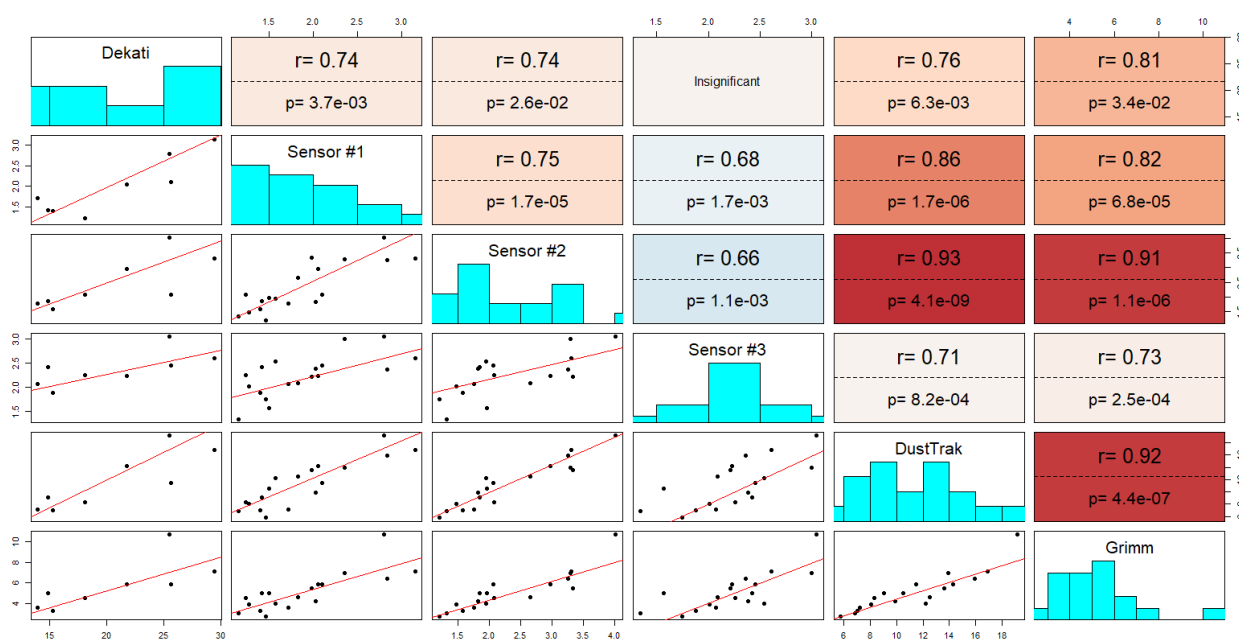 1.5 2.0 3.0
1.5 2.0 3.0
4 6 8 10
Dekati
r= 0.74
p= 3.7e-03
r= 0.74
p= 2.6e-02
Insignificant
r= 0.76
p= 6.3e-03
r= 0.81
p= 3.4e-02
1.5 2.0 2.5 3.0
Sensor #1
r= 0.75
p= 1.7e-05
r= 0.68
p= 1.7e-03
r= 0.86
p= 1.7e-06
r= 0.82
p= 6.8e-05
Sensor #2
r= 0.66
p= 1.1e-03
r= 0.93
p= 4.1e-09
r= 0.91
p= 1.1e-06
1.5 2.0 2.5 3.0
Sensor #3
r= 0.71
p= 8.2e-04
r= 0.73
p= 2.5e-04
DustTrak
r= 0.92
p= 4.4e-07
4 6 8 10
Grimm
15 20 25 30
1.5 2.0 2.5 3.0 3.5 4.0
6 8 10 14 18